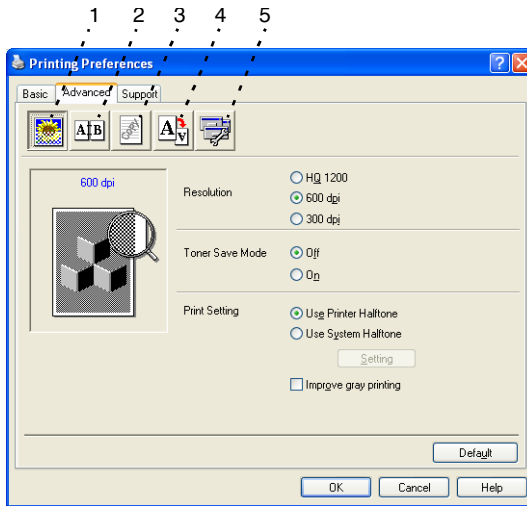 1 2 3 4 5
Printing Preferences
Basic Advanced Support
A B copy A A
600 dpi
Resolution
HQ 1200
600 dpi
300 dpi
Toner Save Mode
Off
On
Print Setting
Use Printer Halftone
Use System Halftone
Setting
Improve gray printing
Default
OK Cancel Help